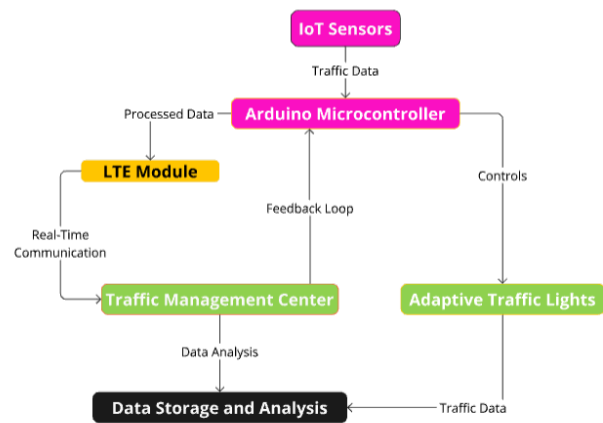 IoT Sensors
Traffic Data
Processed Data
Arduino Microcontroller
LTE Module
Controls
Feedback Loop
Real-Time
Communication
Traffic Management Center
Adaptive Traffic Lights
Data Analysis
Data Storage and Analysis
Traffic Data